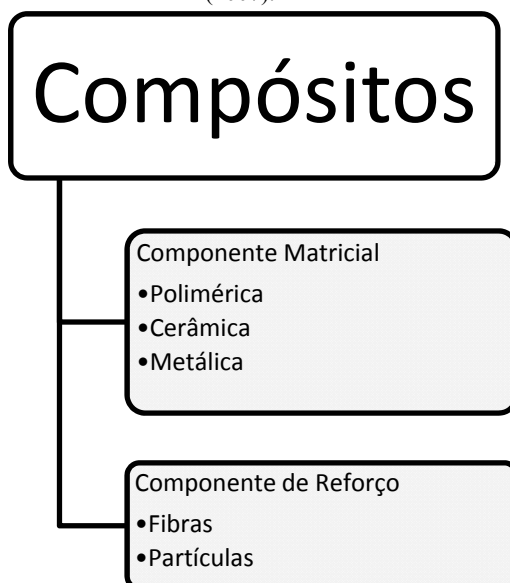 Compósitos
Componente Matricial
•Polimérica
•Cerâmica
•Metálica
Componente de Reforço
•Fibras
•Partículas